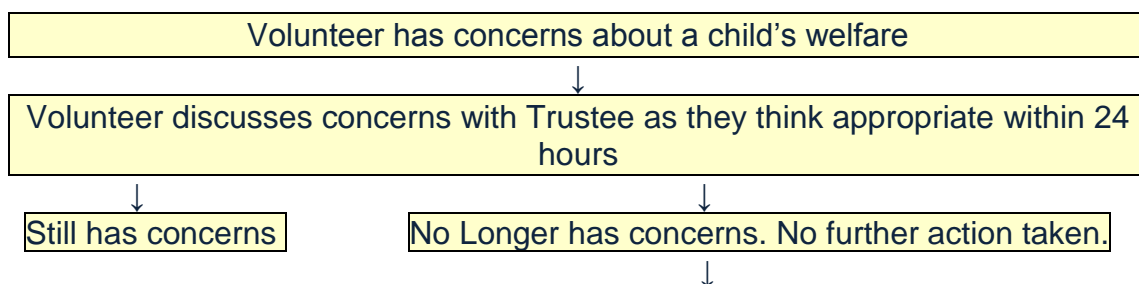 Volunteer has concerns about a child’s welfare
↓
Volunteer discusses concerns with Trustee as they think appropriate within 24
hours
↓ ↓
Still has concerns No Longer has concerns. No further action taken.
↓